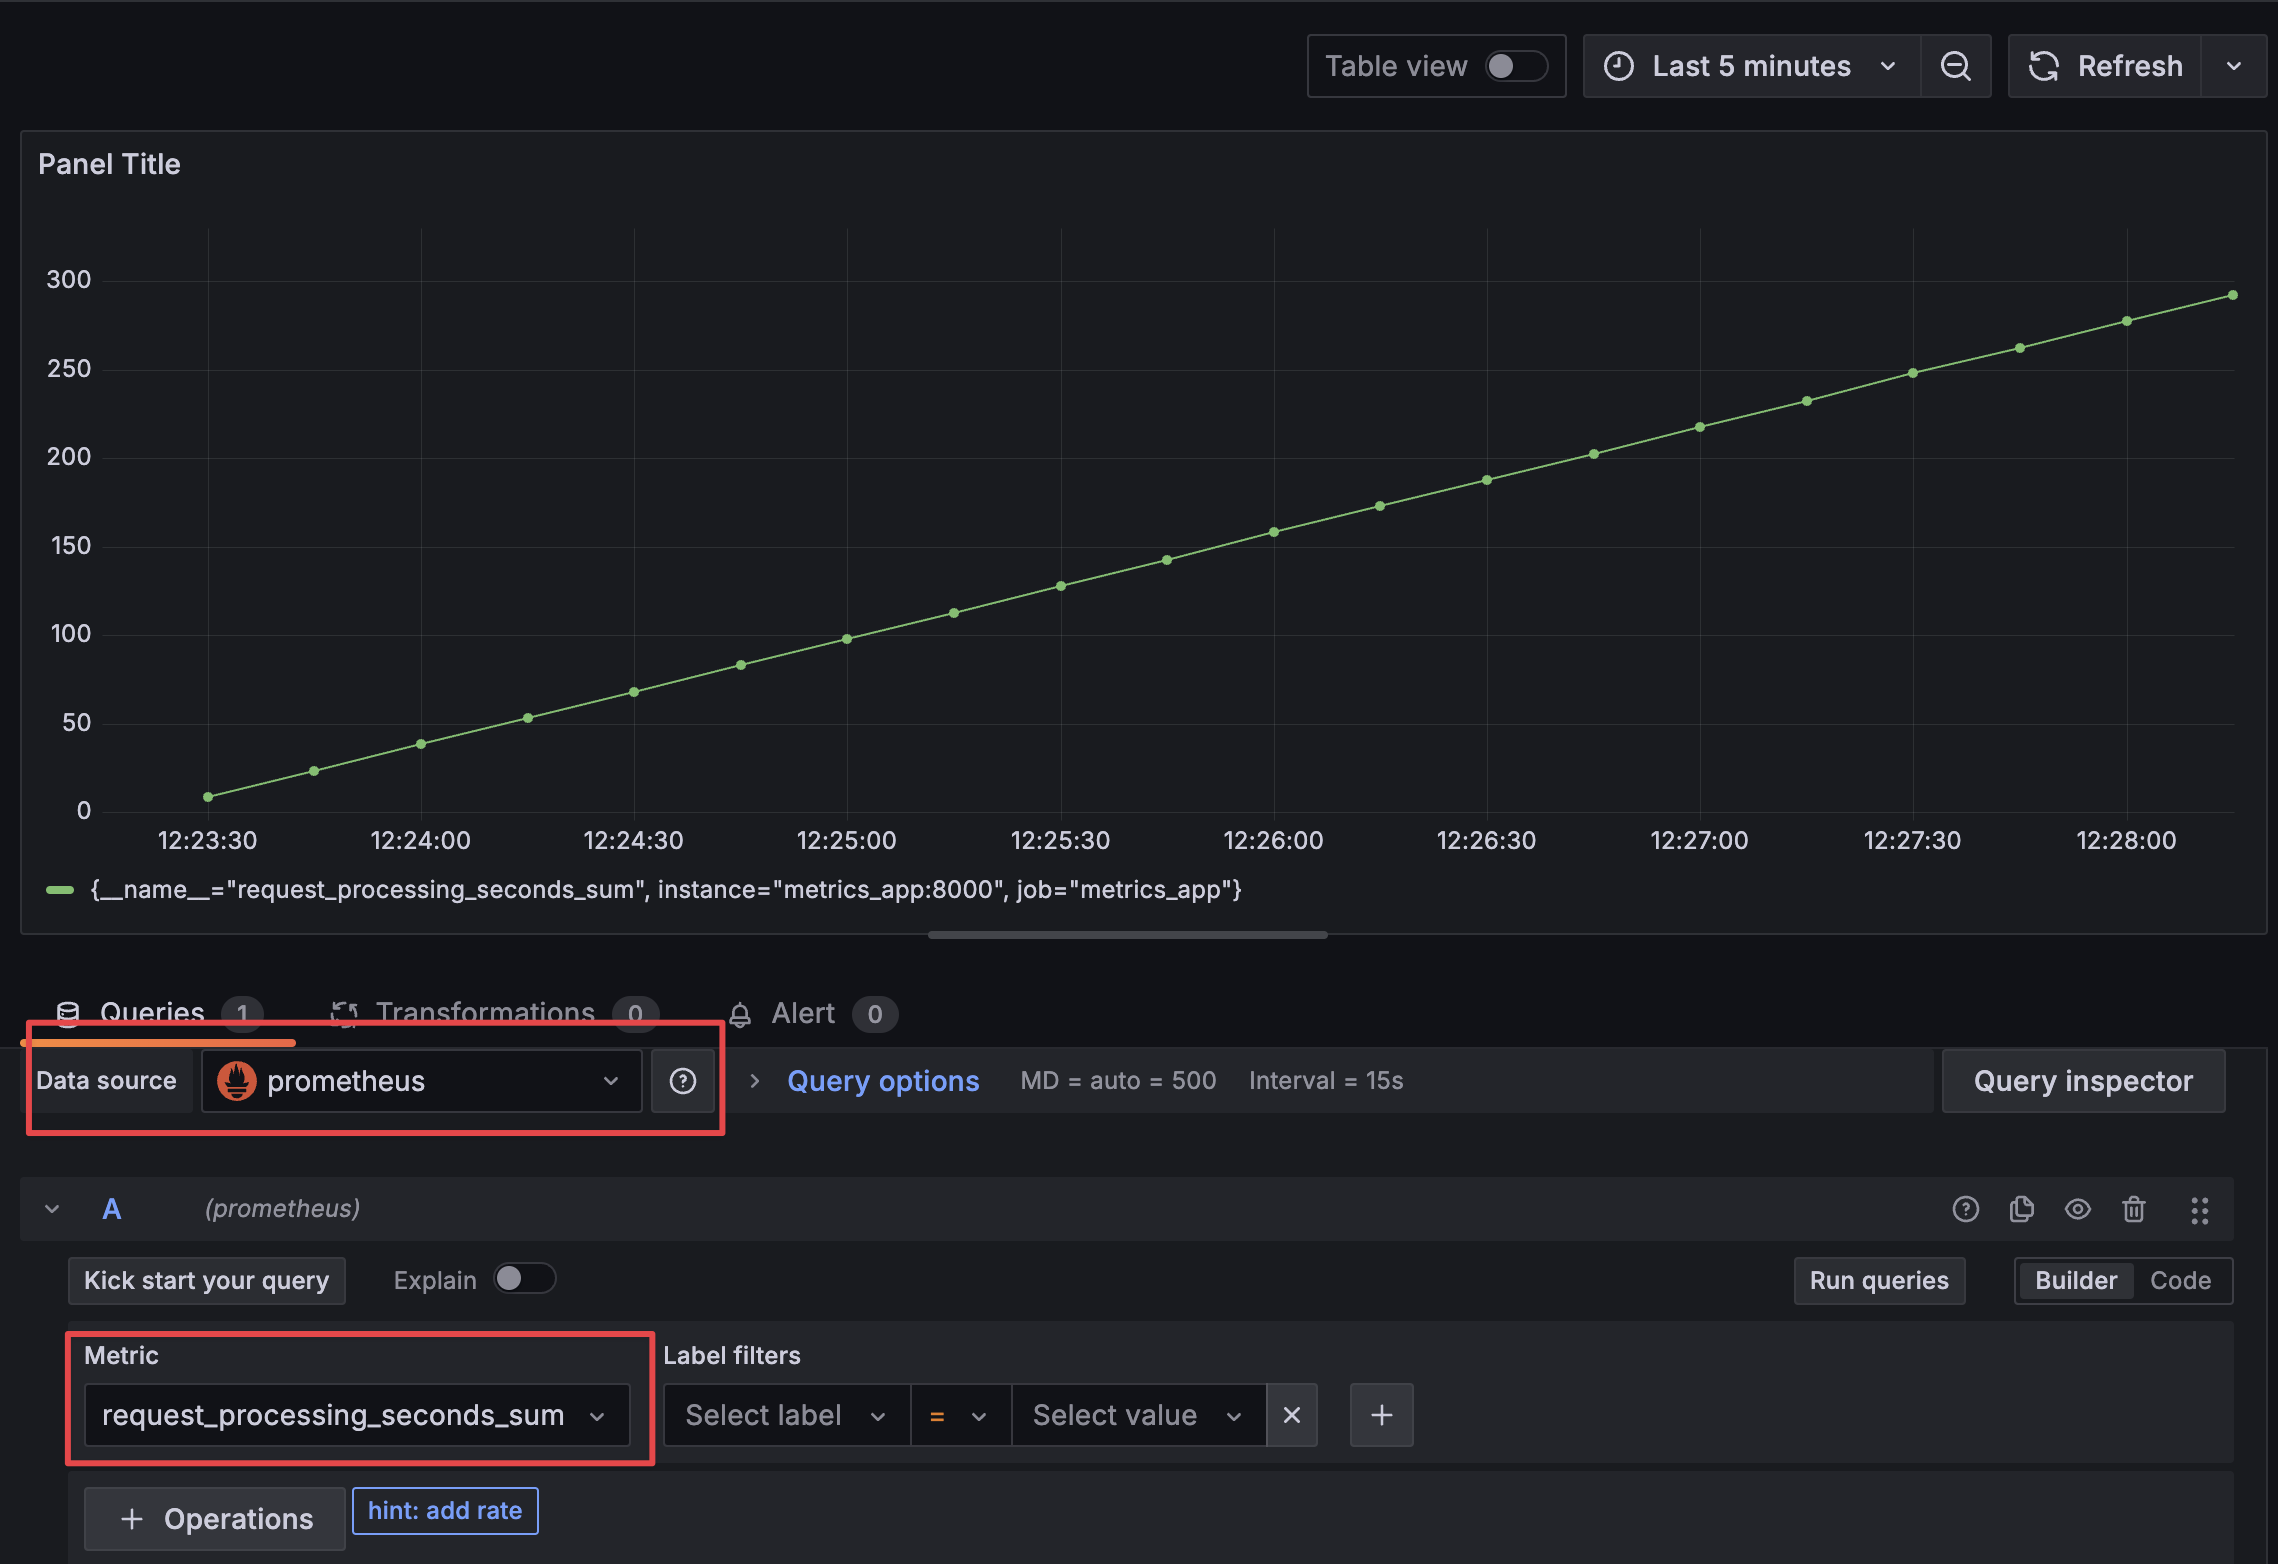 Table view Last 5 minutes Refresh
Panel Title
300
250
200
150
100
50
0
12:23:30 12:24:00 12:24:30 12:25:00 12:25:30 12:26:00 12:26:30 12:27:00 12:27:30 12:28:00
{__name__="request_processing_seconds_sum", instance="metrics_app:8000", job="metrics_app"}
Queries 1 Transformations 0 Alert 0
Data source prometheus Query options MD = auto = 500 Interval = 15s Query inspector
A (prometheus)
Kick start your query Explain Run queries Builder Code
Metric Label filters
request_processing_seconds_sum Select label = Select value
+ Operations hint: add rate